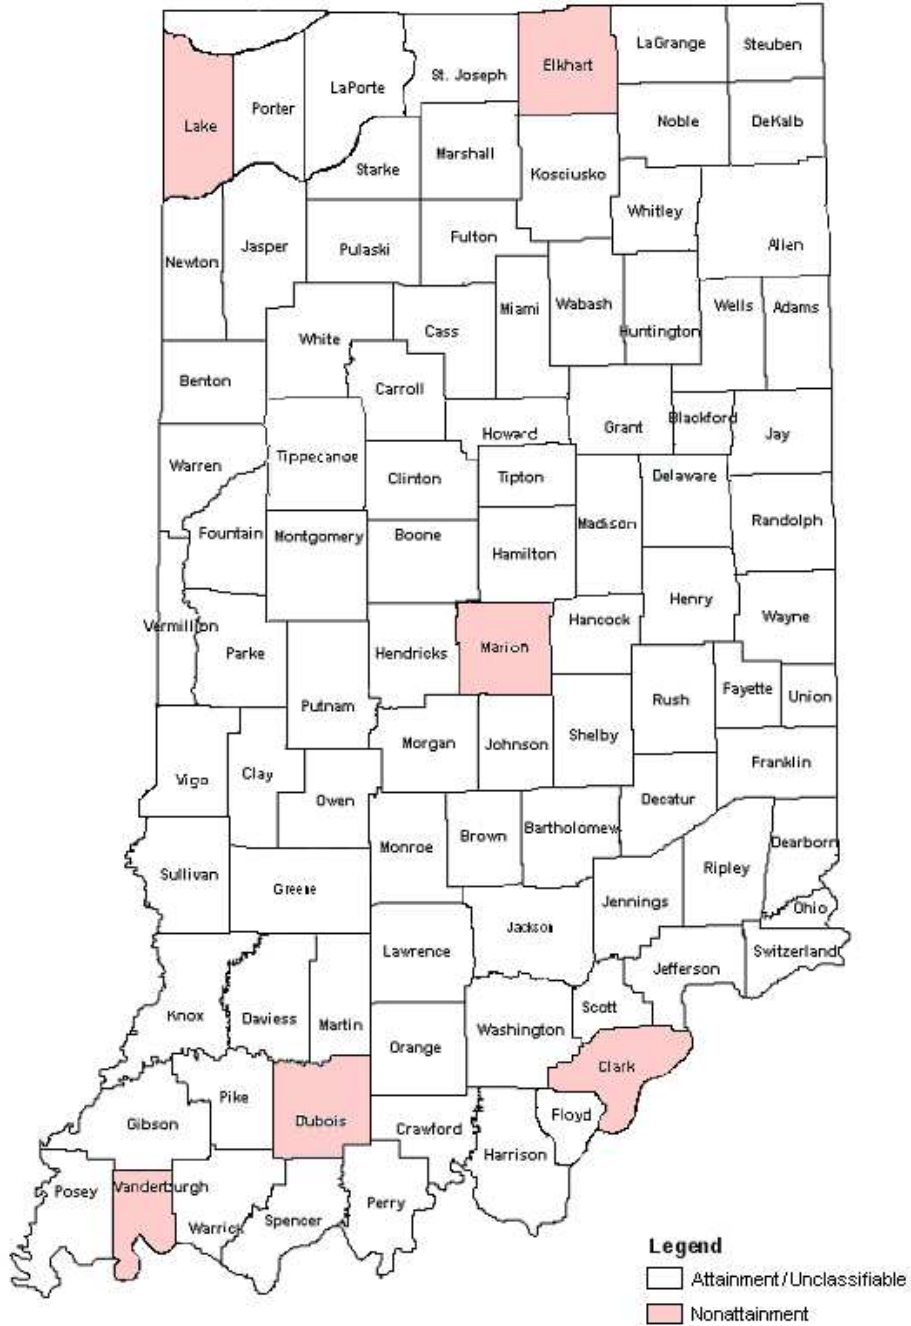 LaGrange
Steuben
Elkhart
St. Joseph
LaPorte
Porter
Lake
Noble
DeKalb
Marshall
Starke
Kosciusko
Whitley
Allen
Fulton
Pulaski
Jasper
Newton
Miami
Wabash
Huntington
Wells
Adams
Cass
White
Benton
Carroll
Howard
Grant
Blackford
Jay
Tippecanoe
Warren
Clinton
Tipton
Delaware
Madison
Randolph
Fountain
Montgomery
Boone
Hamilton
Henry
Wayne
Hancock
Vermillion
Parke
Hendricks
Marion
Putnam
Rush
Fayette
Union
Morgan
Johnson
Shelby
Franklin
Vigo
Clay
Owen
Decatur
Monroe
Brown
Bartholomew
Dearborn
Ripley
Sullivan
Greene
Jennings
Ohio
Jackson
Lawrence
Switzerland
Jefferson
Knox
Daviess
Martin
Scott
Washington
Orange
Clark
Pike
Gibson
Dubois
Crawford
Floyd
Harrison
Posey
Vanderburgh
Perry
Spencer
Warrick
Legend
Attainment/Unclassifiable
Nonattainment